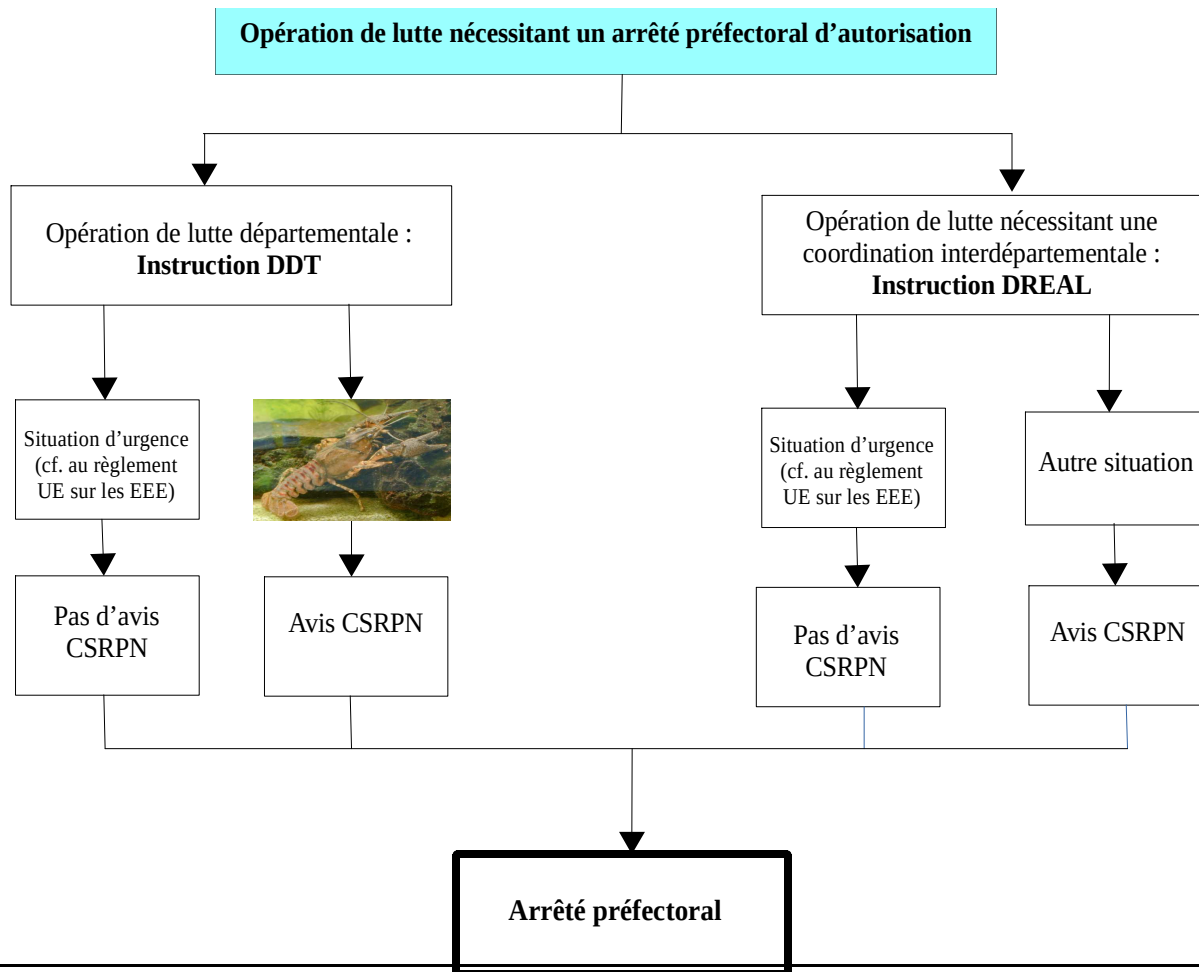 Opération de lutte nécessitant un arrêté préfectoral d’autorisation
Opération de lutte départementale :
Instruction DDT
Opération de lutte nécessitant une
coordination interdépartementale :
Instruction DREAL
Situation d’urgence
(cf. au règlement
UE sur les EEE)
Situation d’urgence
(cf. au règlement
UE sur les EEE)
Autre situation
Pas d’avis
CSRPN
Avis CSRPN
Pas d’avis
CSRPN
Avis CSRPN
Arrêté préfectoral